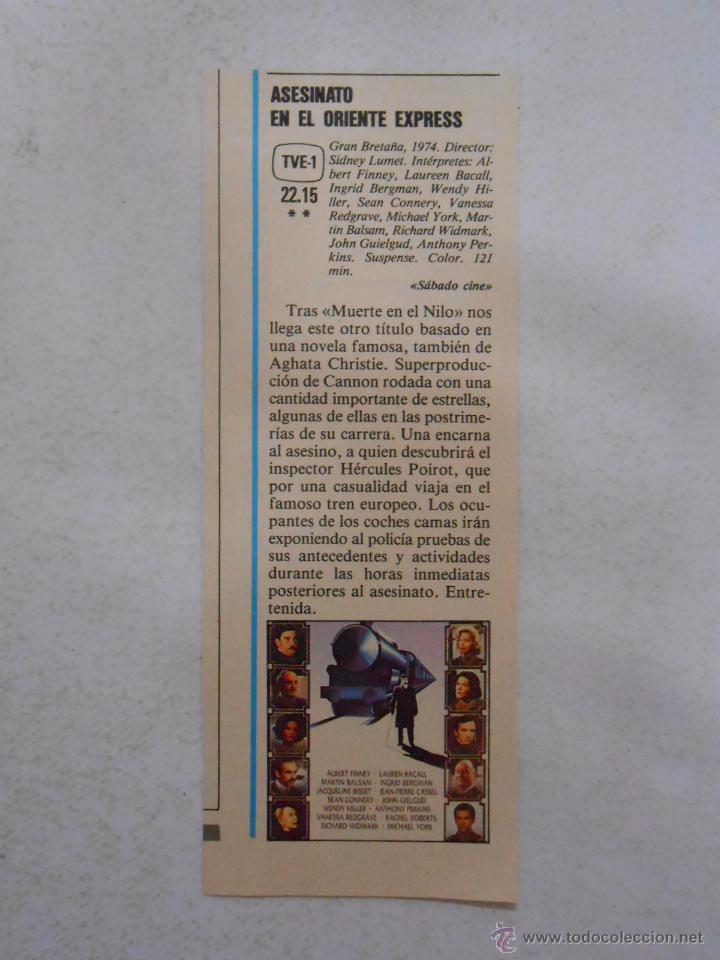 ASESINATO
EN EL ORIENTE EXPRESS
TVE-1
22.15
**
Gran Bretaña, 1974. Director:
Sidney Lumet. Intérpretes: Al-
bert Finney, Laureen Bacall,
Ingrid Bergman, Wendy Hi-
ller, Sean Connery, Vanessa
Redgrave, Michael York, Mar-
tin Balsam, Richard Widmark,
John Guielgud, Anthony Per-
kins. Suspense. Color. 121
min.
«Sábado cine»
Tras «Muerte en el Nilo» nos
llega este otro título basado en
una novela famosa, también de
Aghata Christie. Superproduc-
ción de Cannon rodada con una
cantidad importante de estrellas,
algunas de ellas en las postrime-
rías de su carrera. Una encarna
al asesino, a quien descubrirá el
inspector Hércules Poirot, que
por una casualidad viaja en el
famoso tren europeo. Los ocu-
pantes de los coches camas irán
exponiendo al policía pruebas de
sus antecedentes y actividades
durante las horas inmediatas
posteriores al asesinato. Entre-
tenida.
ALBERT FINNEY · LAUREN BACALL
MARTIN BALSAM · INGRID BERGMAN
JACQUELINE BISSET · JEAN-PIERRE CASSEL
SEAN CONNERY · JOHN GIELGUD
WENDY HILLER · ANTHONY PERKINS
VANESSA REDGRAVE · RACHEL ROBERTS
RICHARD WIDMARK · MICHAEL YORK
© www.todocoleccion.net